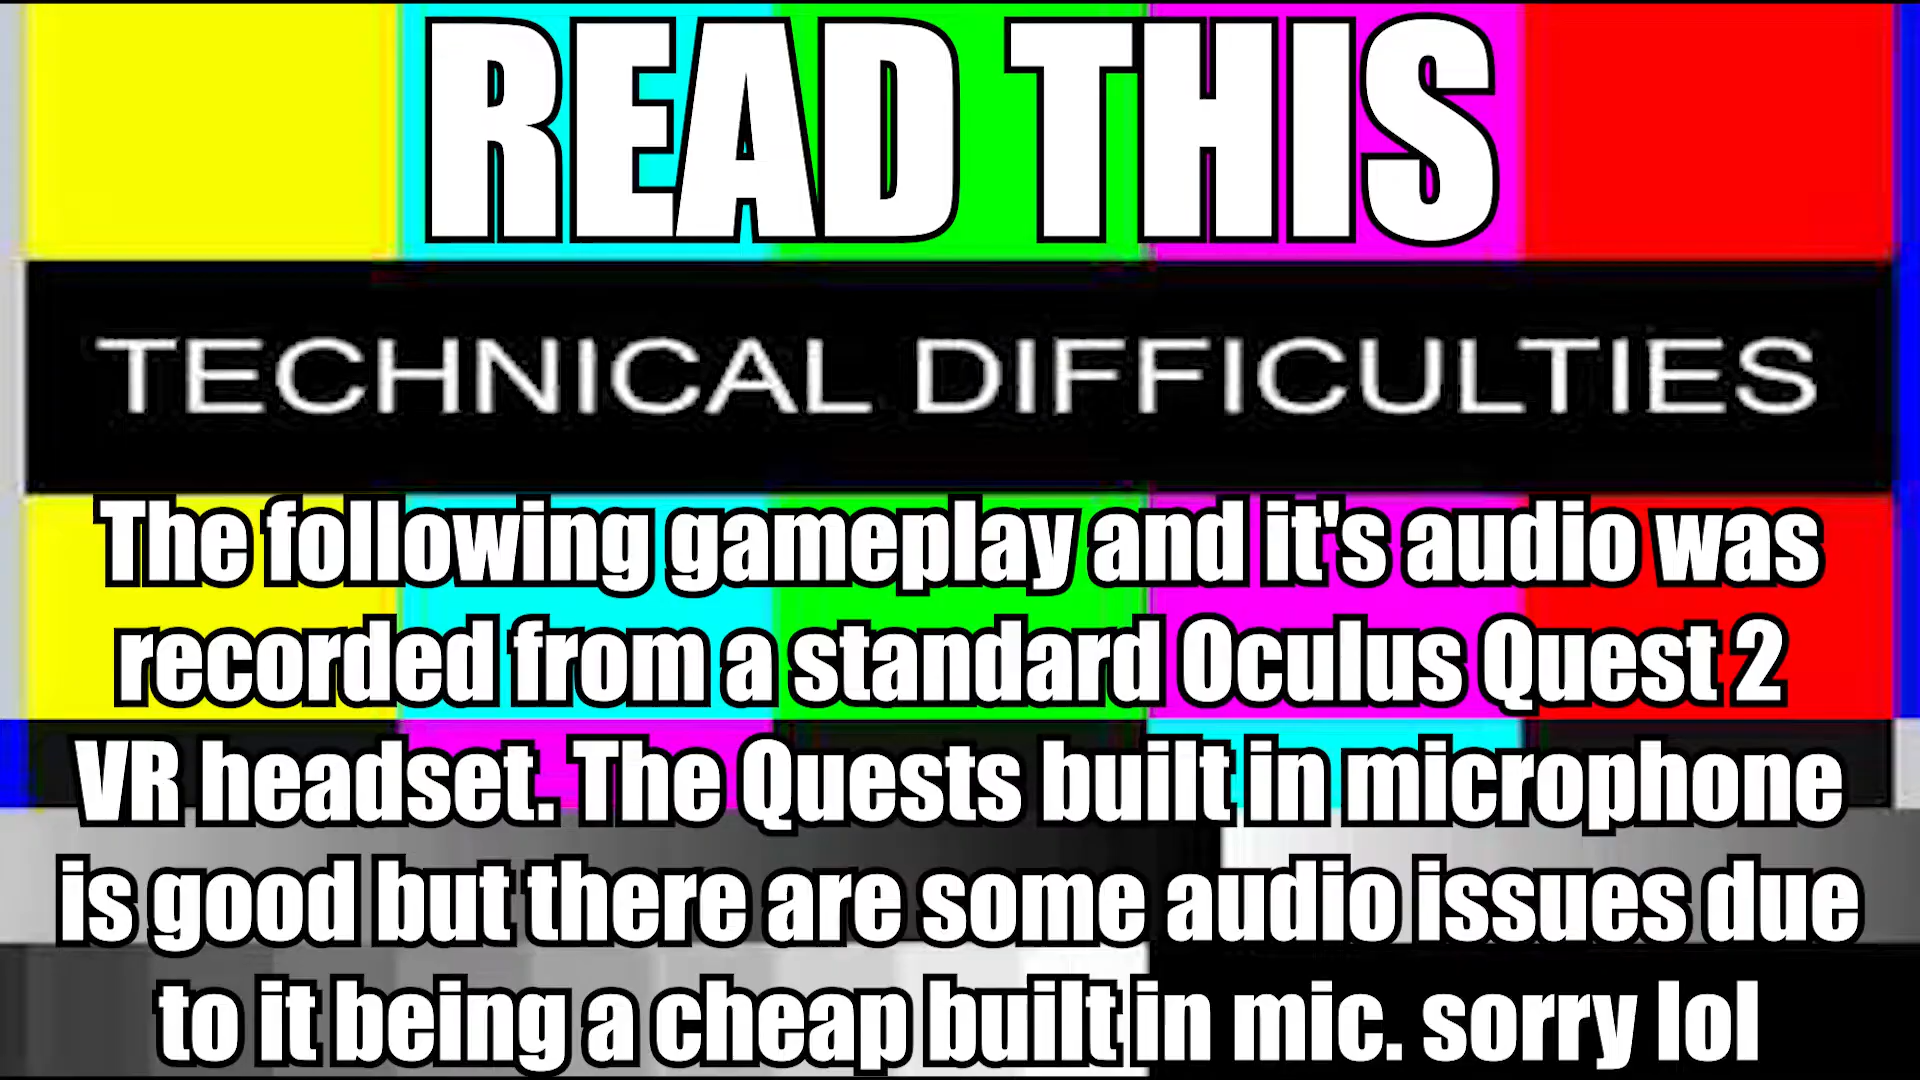 READ THIS
TECHNICAL DIFFICULTIES
The following gameplay and it's audio was
recorded from a standard Oculus Quest 2
VR headset. The Quests built in microphone
is good but there are some audio issues due
to it being a cheap built in mic. sorry lol